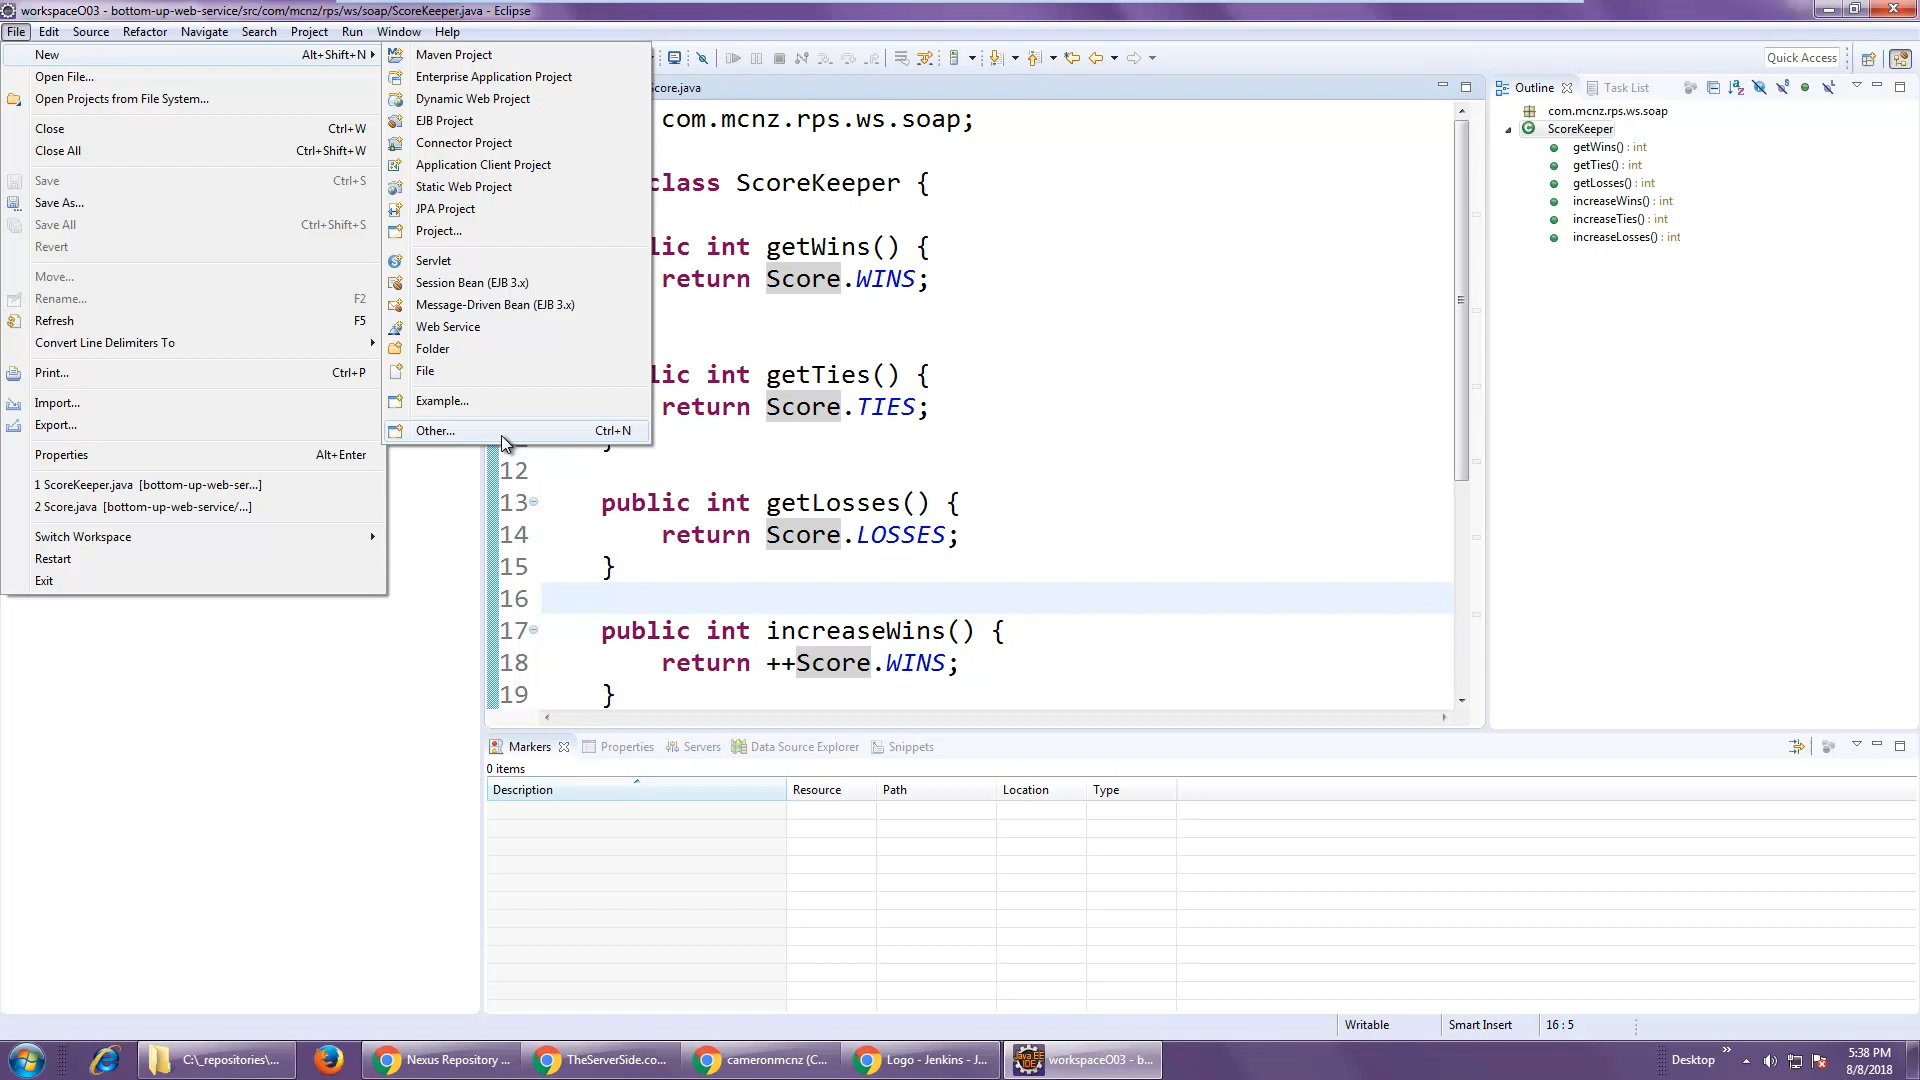 workspaceO03 - bottom-up-web-service/src/com/mcnz/rps/ws/soap/ScoreKeeper.java - Eclipse
File Edit Source Refactor Navigate Search Project Run Window Help
New Alt+Shift+N
Open File...
Open Projects from File System...
Close Ctrl+W
Close All Ctrl+Shift+W
Save Ctrl+S
Save As...
Save All Ctrl+Shift+S
Revert
Move...
Rename... F2
Refresh F5
Convert Line Delimiters To
Print... Ctrl+P
Import...
Export...
Properties Alt+Enter
1 ScoreKeeper.java [bottom-up-web-ser...]
2 Score.java [bottom-up-web-service/...]
Switch Workspace
Restart
Exit
Maven Project
Enterprise Application Project
Dynamic Web Project
EJB Project
Connector Project
Application Client Project
Static Web Project
JPA Project
Project...
Servlet
Session Bean (EJB 3.x)
Message-Driven Bean (EJB 3.x)
Web Service
Folder
File
Example...
Other... Ctrl+N
Quick Access
Score.java
com.mcnz.rps.ws.soap;
class ScoreKeeper {
lic int getWins() {
return Score.WINS;
lic int getTies() {
return Score.TIES;
}
12
13 public int getLosses() {
14 return Score.LOSSES;
15 }
16
17 public int increaseWins() {
18 return ++Score.WINS;
19 }
Outline Task List
com.mcnz.rps.ws.soap
ScoreKeeper
getWins() : int
getTies() : int
getLosses() : int
increaseWins() : int
increaseTies() : int
increaseLosses() : int
Markers Properties Servers Data Source Explorer Snippets
0 items
Description Resource Path Location Type
Writable Smart Insert 16 : 5
C:\_repositories\... Nexus Repository ... TheServerSide.co... cameronmcnz (C... Logo - Jenkins - J... workspaceO03 - b...
Desktop
5:38 PM
8/8/2018